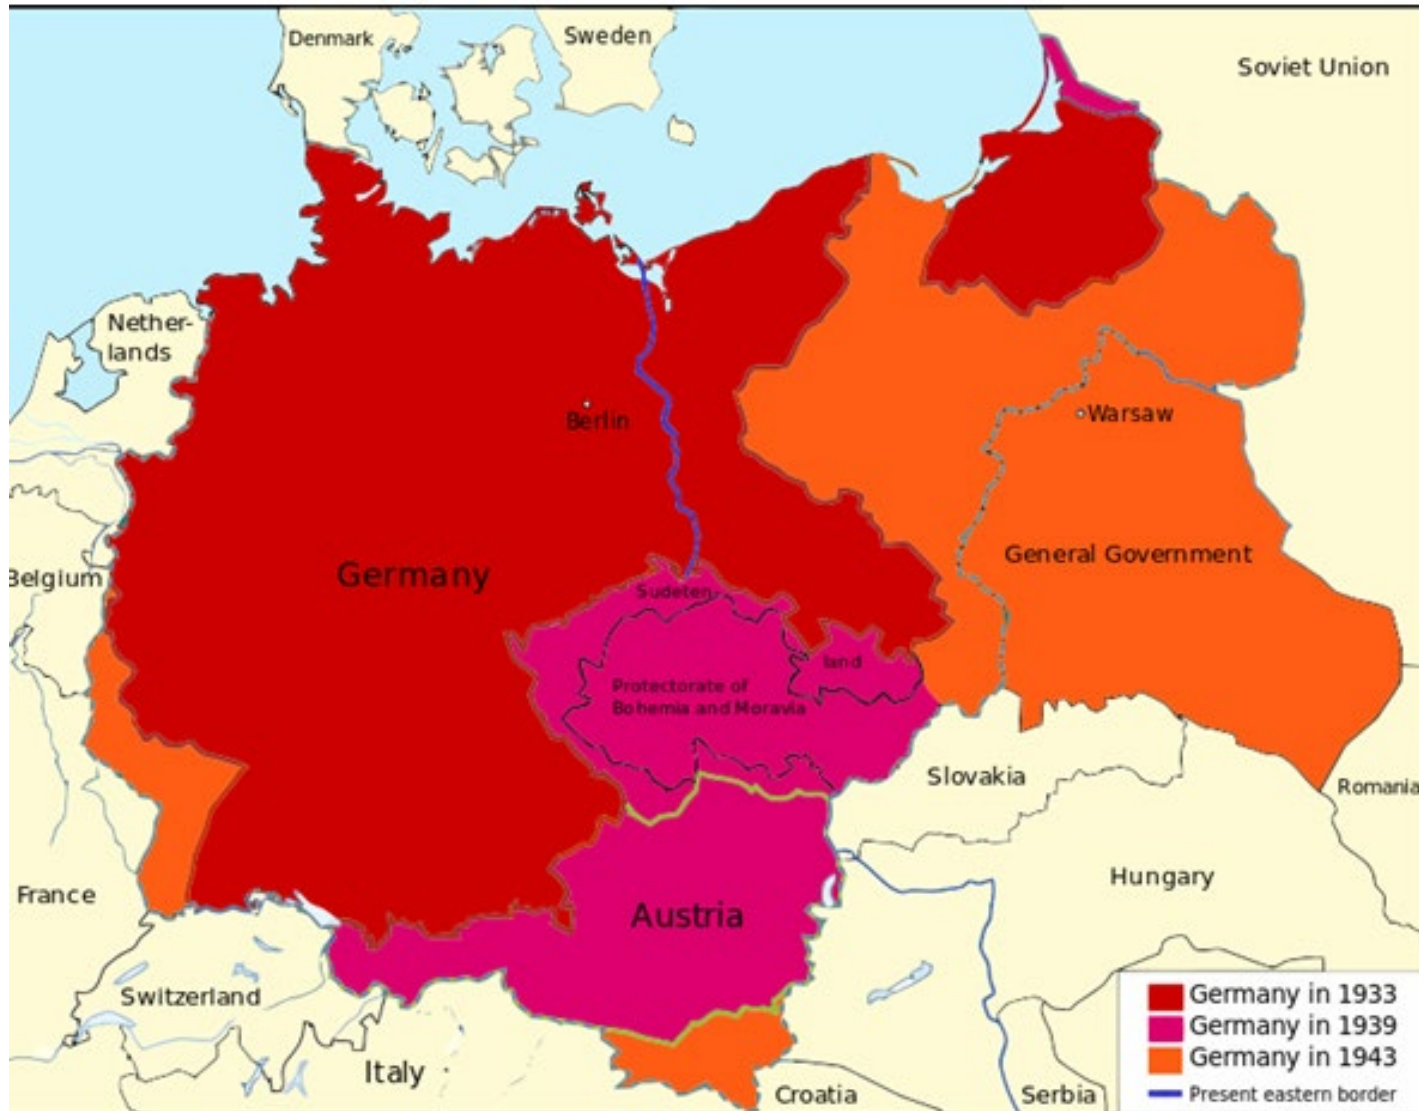 Denmark
Sweden
Soviet Union
Nether-
lands
Berlin
Warsaw
Belgium
Germany
General Government
Sudeten-
land
Protectorate of
Bohemia and Moravia
Slovakia
Romania
France
Austria
Hungary
Switzerland
Italy
Croatia
Serbia
Germany in 1933
Germany in 1939
Germany in 1943
Present eastern border